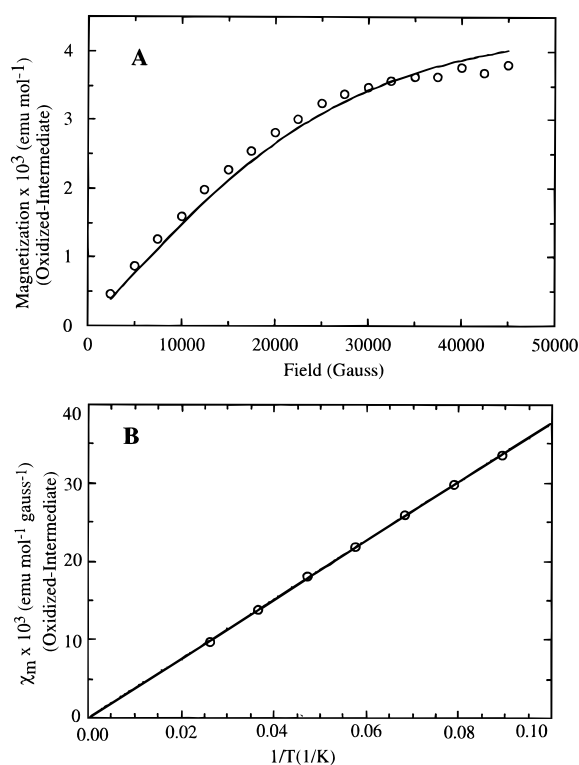 A
Magnetization x 10³ (emu mol⁻¹)
(Oxidized-Intermediate)
4
3
2
1
0
0 10000 20000 30000 40000 50000
Field (Gauss)
B
χm x 10³ (emu mol⁻¹ gauss⁻¹)
(Oxidized-Intermediate)
40
30
20
10
0
0.00 0.02 0.04 0.06 0.08 0.10
1/T(1/K)